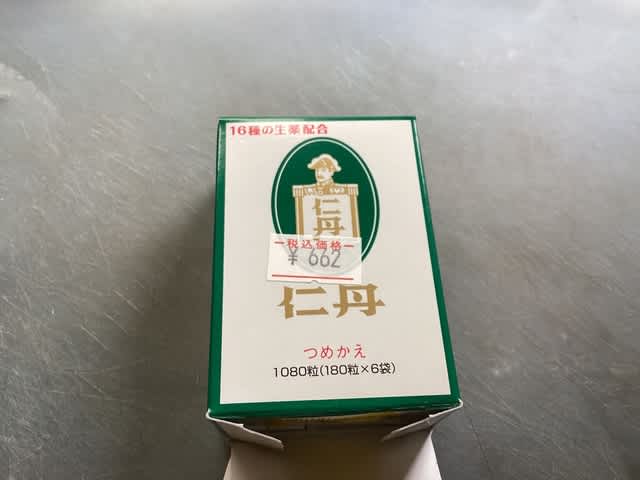 16種の生薬配合
仁丹
税込価格
¥ 662
仁丹
つめかえ
1080粒(180粒×6袋)